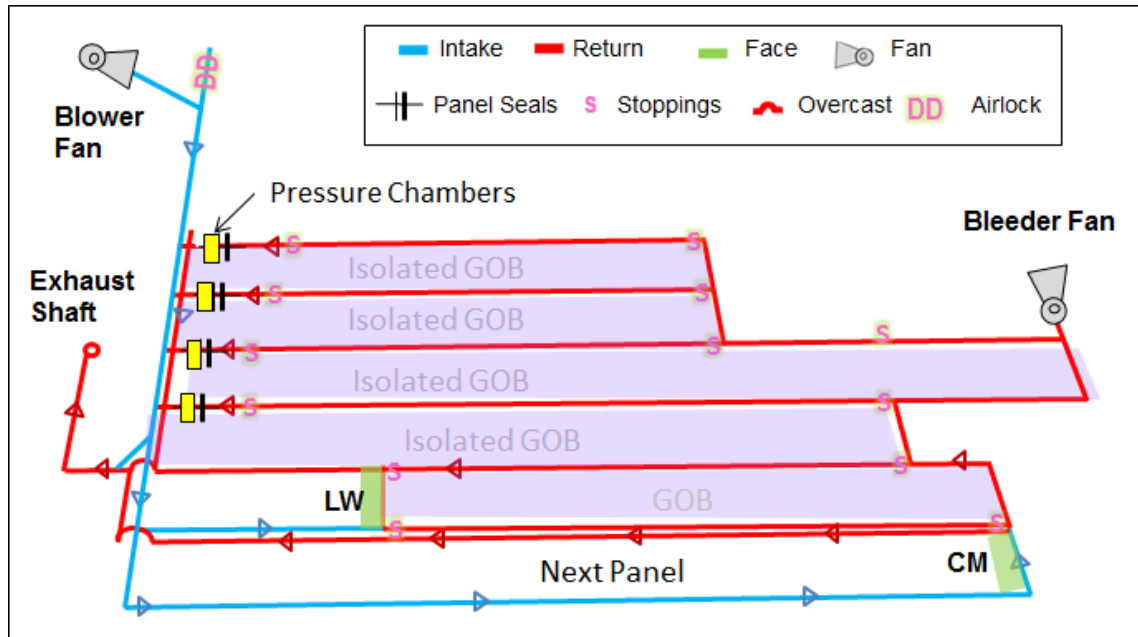 Intake
Return
Face
Fan
Panel Seals
S
Stoppings
Overcast
DD
Airlock
DD
Blower
Fan
Pressure Chambers
Bleeder Fan
Exhaust
Shaft
S
S
Isolated GOB
S
S
Isolated GOB
S
S
S
Isolated GOB
S
S
Isolated GOB
S
S
LW
GOB
S
S
CM
Next Panel